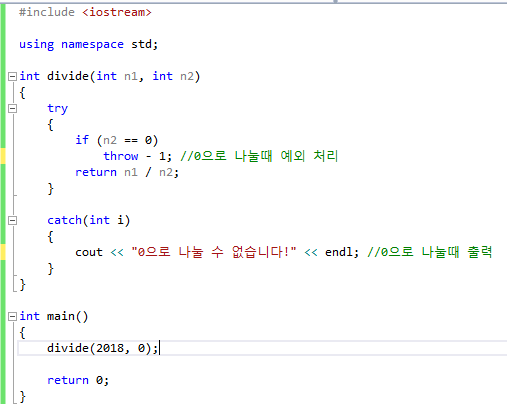 #include <iostream>
using namespace std;
int divide(int n1, int n2)
{
try
{
if (n2 == 0)
throw - 1; //0으로 나눌때 예외 처리
return n1 / n2;
}
catch(int i)
{
cout << "0으로 나눌 수 없습니다!" << endl; //0으로 나눌때 출력
}
}
int main()
{
divide(2018, 0);
return 0;
}